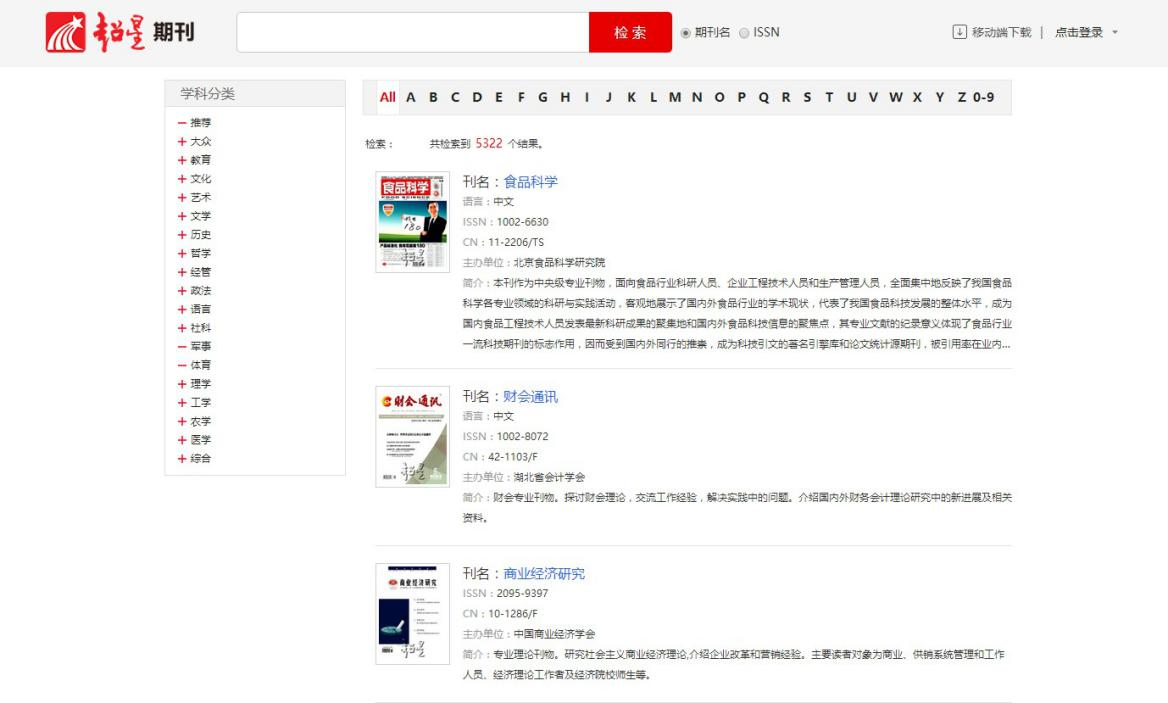 超星 期刊
检 索
期刊名 ISSN
移动端下载 | 点击登录
学科分类
推荐
大众
教育
文化
艺术
文学
历史
哲学
经管
政法
语言
社科
军事
体育
理学
工学
农学
医学
综合
All A B C D E F G H I J K L M N O P Q R S T U V W X Y Z 0-9
检索： 共检索到 5322 个结果。
食品科学
FOOD SCIENCE
刊名：食品科学
语言：中文
ISSN：1002-6630
CN：11-2206/TS
主办单位：北京食品科学研究院
简介：本刊作为中央级专业刊物，面向食品行业科研人员、企业工程技术人员和生产管理人员，全面集中地反映了我国食品
科学各专业领域的科研与实践活动，客观地展示了国内外食品行业的学术现状，代表了我国食品科技发展的整体水平，成为
国内食品工程技术人员发表最新科研成果的聚集地和国内外食品科技信息的聚焦点，其专业文献的纪录意义体现了食品行业
一流科技期刊的标志作用，因而受到国内外同行的推崇，成为科技引文的著名引擎库和论文统计源期刊，被引用率在业内...
财会通讯
超星
刊名：财会通讯
语言：中文
ISSN：1002-8072
CN：42-1103/F
主办单位：湖北省会计学会
简介：财会专业刊物。探讨财会理论，交流工作经验，解决实践中的问题。介绍国内外财务会计理论研究中的新进展及相关
资料。
商业经济研究
超星
刊名：商业经济研究
ISSN：2095-9397
CN：10-1286/F
主办单位：中国商业经济学会
简介：专业理论刊物。研究社会主义商业经济理论,介绍企业改革和营销经验。主要读者对象为商业、供销系统管理和工作
人员、经济理论工作者及经济院校师生等。